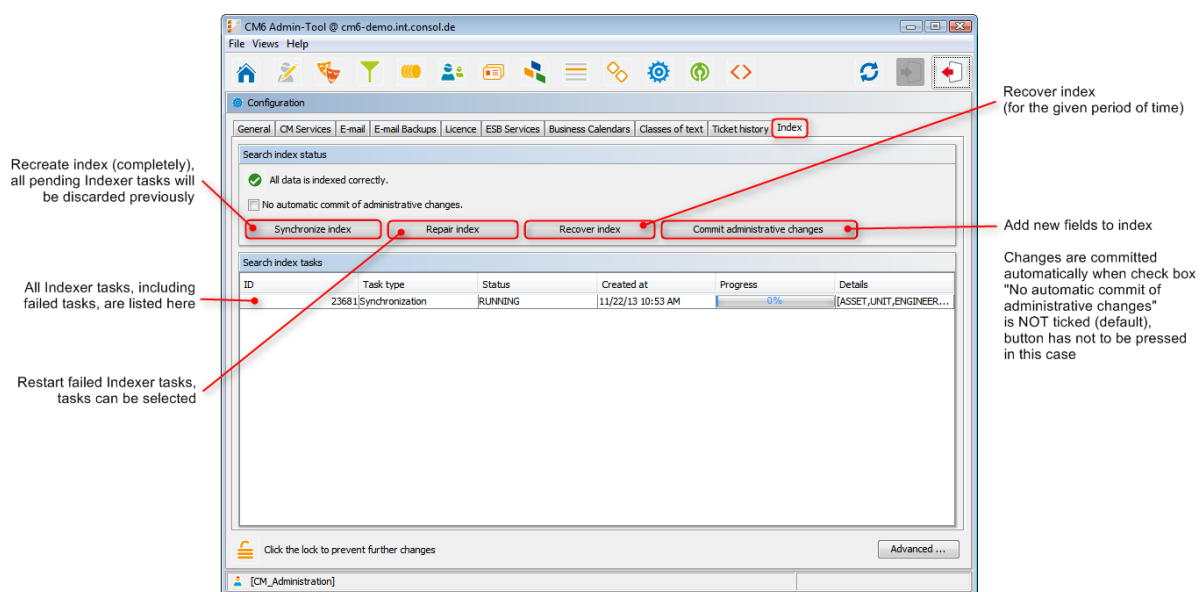 CM6 Admin-Tool @ cm6-demo.int.consol.de
File Views Help
Configuration
General CM Services E-mail E-mail Backups Licence ESB Services Business Calendars Classes of text Ticket history Index
Search index status
All data is indexed correctly.
No automatic commit of administrative changes.
Synchronize index Repair index Recover index Commit administrative changes
Search index tasks
ID Task type Status Created at Progress Details
23681 Synchronization RUNNING 11/22/13 10:53 AM 0% [ASSET,UNIT,ENGINEER...
Click the lock to prevent further changes
Advanced ...
[CM_Administration]
Recreate index (completely),
all pending Indexer tasks will
be discarded previously
All Indexer tasks, including
failed tasks, are listed here
Restart failed Indexer tasks,
tasks can be selected
Recover index
(for the given period of time)
Add new fields to index
Changes are committed
automatically when check box
"No automatic commit of
administrative changes"
is NOT ticked (default),
button has not to be pressed
in this case